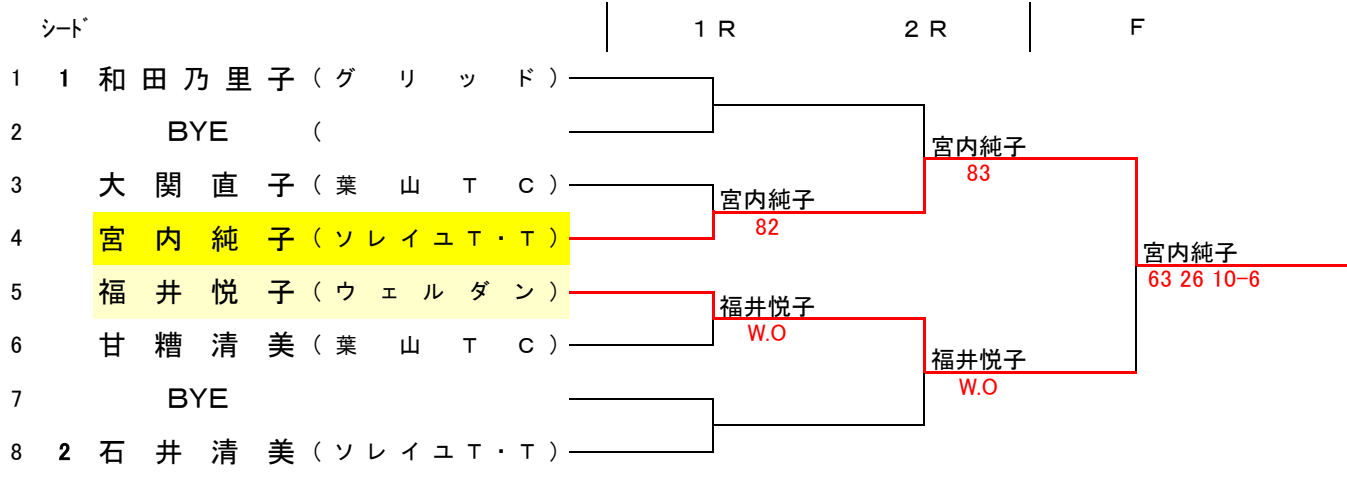 シード １Ｒ ２Ｒ Ｆ
1 1 和田乃里子（グリッド）
2 ＢＹＥ （
宮内純子
83
3 大関直子（葉山ＴＣ）
宮内純子
82
4 宮内純子（ソレイユＴ・Ｔ）
宮内純子
63 26 10-6
5 福井悦子（ウェルダン）
福井悦子
W.O
6 甘糟清美（葉山ＴＣ）
福井悦子
W.O
7 ＢＹＥ
8 2 石井清美（ソレイユＴ・Ｔ）